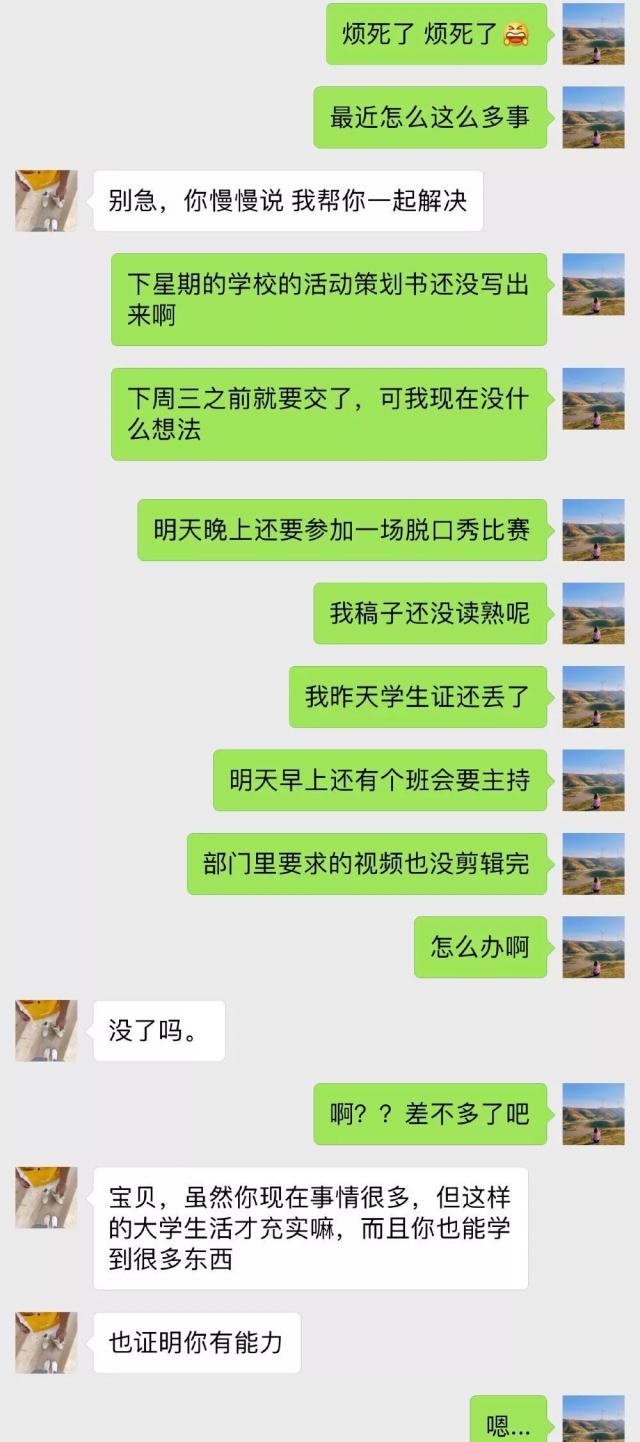 烦死了 烦死了😫
最近怎么这么多事
别急，你慢慢说 我帮你一起解决
下星期的学校的活动策划书还没写出
来啊
下周三之前就要交了，可我现在没什
么想法
明天晚上还要参加一场脱口秀比赛
我稿子还没读熟呢
我昨天学生证还丢了
明天早上还有个班会要主持
部门里要求的视频也没剪辑完
怎么办啊
没了吗。
啊？？差不多了吧
宝贝，虽然你现在事情很多，但这样
的大学生活才充实嘛，而且你也能学
到很多东西
也证明你有能力
嗯...